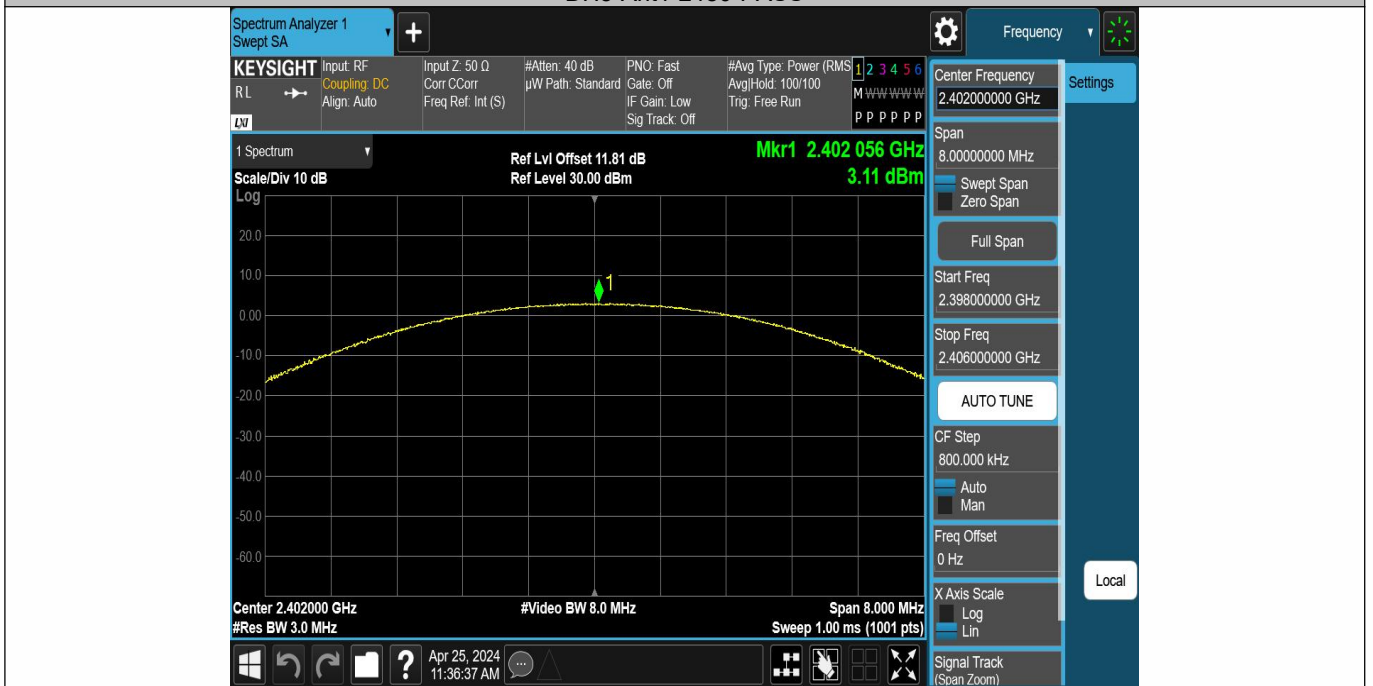 Spectrum Analyzer 1
Swept SA
Frequency
KEYSIGHT
RL
LXI
Input: RF
Coupling: DC
Align: Auto
Input Z: 50 Ω
Corr CCorr
Freq Ref: Int (S)
#Atten: 40 dB
µW Path: Standard
PNO: Fast
Gate: Off
IF Gain: Low
Sig Track: Off
#Avg Type: Power (RMS
Avg|Hold: 100/100
Trig: Free Run
1 2 3 4 5 6
M W W W W W
P P P P P P
1 Spectrum
Scale/Div 10 dB
Ref Lvl Offset 11.81 dB
Ref Level 30.00 dBm
Mkr1 2.402 056 GHz
3.11 dBm
Log
20.0
10.0
0.00
-10.0
-20.0
-30.0
-40.0
-50.0
-60.0
1
Center 2.402000 GHz
#Res BW 3.0 MHz
#Video BW 8.0 MHz
Span 8.000 MHz
Sweep 1.00 ms (1001 pts)
Center Frequency
2.402000000 GHz
Settings
Span
8.00000000 MHz
Swept Span
Zero Span
Full Span
Start Freq
2.398000000 GHz
Stop Freq
2.406000000 GHz
AUTO TUNE
CF Step
800.000 kHz
Auto
Man
Freq Offset
0 Hz
X Axis Scale
Log
Lin
Signal Track
(Span Zoom)
Local
?
Apr 25, 2024
11:36:37 AM